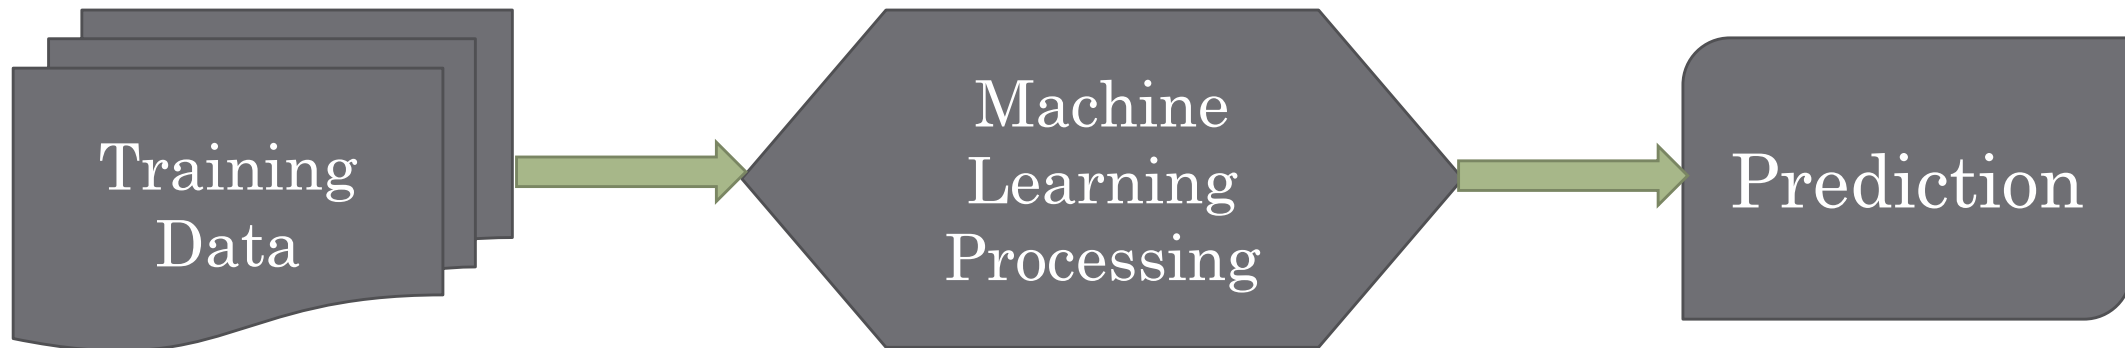 Training
Data
Machine
Learning
Processing
Prediction